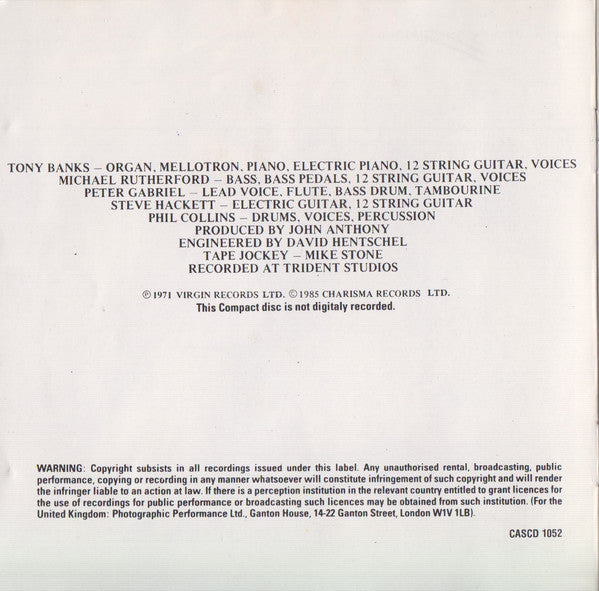 TONY BANKS – ORGAN, MELLOTRON, PIANO, ELECTRIC PIANO, 12 STRING GUITAR, VOICES
MICHAEL RUTHERFORD – BASS, BASS PEDALS, 12 STRING GUITAR, VOICES
PETER GABRIEL – LEAD VOICE, FLUTE, BASS DRUM, TAMBOURINE
STEVE HACKETT – ELECTRIC GUITAR, 12 STRING GUITAR
PHIL COLLINS – DRUMS, VOICES, PERCUSSION
PRODUCED BY JOHN ANTHONY
ENGINEERED BY DAVID HENTSCHEL
TAPE JOCKEY – MIKE STONE
RECORDED AT TRIDENT STUDIOS
℗ 1971 VIRGIN RECORDS LTD. © 1985 CHARISMA RECORDS LTD.
This Compact disc is not digitaly recorded.
WARNING: Copyright subsists in all recordings issued under this label. Any unauthorised rental, broadcasting, public
performance, copying or recording in any manner whatsoever will constitute infringement of such copyright and will render
the infringer liable to an action at law. If there is a perception institution in the relevant country entitled to grant licences for
the use of recordings for public performance or broadcasting such licences may be obtained from such institution. (For the
United Kingdom: Photographic Performance Ltd., Ganton House, 14-22 Ganton Street, London W1V 1LB).
CASCD 1052